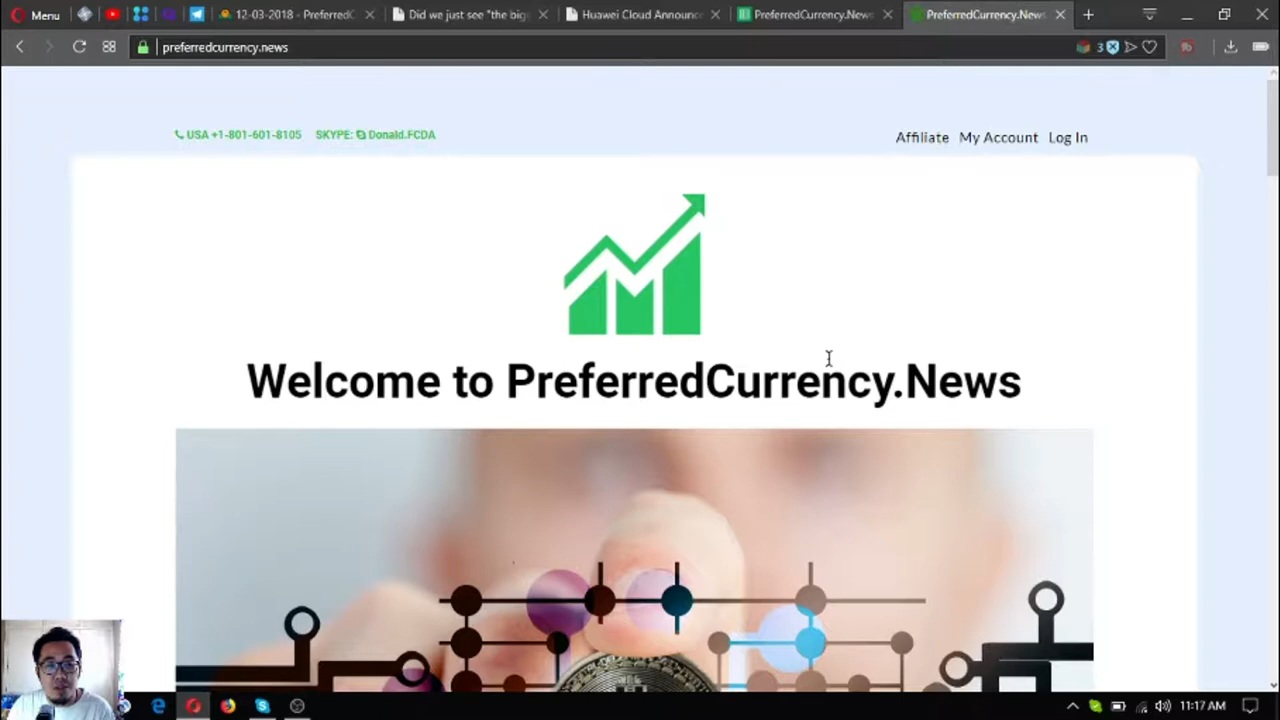 Menu
12-03-2018 - PreferredC
Did we just see "the big
Huawei Cloud Announc
PreferredCurrency.News
PreferredCurrency.News
preferredcurrency.news
3
USA +1-801-601-8105 SKYPE: Donald.FCDA
Affiliate My Account Log In
Welcome to PreferredCurrency.News
11:17 AM